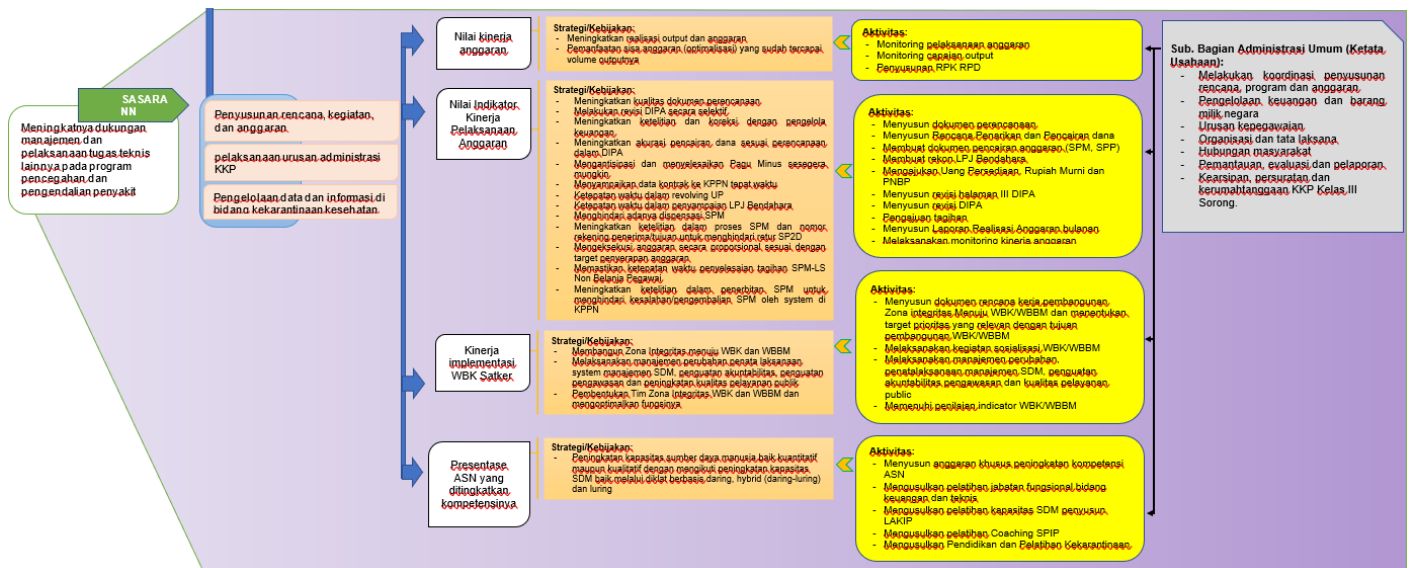 SASARA
NN
Meningkatnya dukungan
manajemen dan
pelaksanaan tugas teknis
lainnya pada program
pencegahan dan
pengendalian penyakit
Penyusunan rencana, kegiatan,
dan anggaran.
pelaksanaan urusan administrasi
KKP
Pengelolaan data dan informasi di
bidang kekarantinaan kesehatan
Nilai kinerja
anggaran
Strategi/Kebijakan:
- Meningkatkan realisasi output dan anggaran
- Pemanfaatan sisa anggaran (optimalisasi) yang sudah tercapai
volume outputnya
Aktivitas:
- Monitoring pelaksanaan anggaran
- Monitoring capaian output
- Penyusunan RPK RPD
Nilai Indikator
Kinerja
Pelaksanaan
Anggaran
Strategi/Kebijakan:
- Meningkatkan kualitas dokumen perencanaan.
- Melakukan revisi DIPA secara selektif.
- Meningkatkan ketelitian dan koreksi dengan pengelola
keuangan.
- Meningkatkan akurasi pencairan dana sesuai perencanaan
dalam DIPA
- Mengantisipasi dan menyelesaikan Pagu Minus sesegera
mungkin.
- Menyampaikan data kontrak ke KPPN tepat waktu
- Ketepatan waktu dalam revolving UP
- Ketepatan waktu dalam penyampaian LPJ Bendahara
- Menghindari adanya dispensasi SPM
- Meningkatkan ketelitian dalam proses SPM dan nomor
rekening penerima/tujuan untuk menghindari retur SP2D
- Mengeksekusi anggaran secara proporsional sesuai dengan
target penyerapan anggaran.
- Memastikan ketepatan waktu penyelesaian tagihan SPM-LS
Non Belanja Pegawai.
- Meningkatkan ketelitian dalam penerbitan SPM untuk
menghindari kesalahan/pengembalian SPM oleh system di
KPPN
Aktivitas:
- Menyusun dokumen perencanaan
- Menyusun Rencana Penarikan dan Pencairan dana
- Membuat dokumen pencairan anggaran (SPM, SPP)
- Membuat rekon LPJ Bendahara
- Mengajukan Uang Persediaan, Rupiah Murni dan
PNBP
- Menyusun revisi halaman III DIPA
- Menyusun revisi DIPA
- Pengajuan tagihan
- Menyusun Laporan Realisasi Anggaran bulanan
- Melaksanakan monitoring kinerja anggaran
Kinerja
implementasi
WBK Satker
Strategi/Kebijakan:
- Membangun Zona integritas menuju WBK dan WBBM
- Melaksanakan manajemen perubahan penata laksanaan,
system manajemen SDM, penguatan akuntabilitas, penguatan
pengawasan dan peningkatan kualitas pelayanan publik
- Pembentukan Tim Zona Integritas WBK dan WBBM dan
mengoptimalkan fungsinya
Aktivitas:
- Menyusun dokumen rencana kerja pembangunan
Zona integritas Menuju WBK/WBBM dan menentukan
target prioritas yang relevan dengan tujuan
pembangunan WBK/WBBM
- Melaksanakan kegiatan sosialisasi WBK/WBBM
- Melaksanakan manajemen perubahan,
penatalaksanaan manajemen SDM, penguatan
akuntabilitas pengawasan dan kualitas pelayanan
public
- Memenuhi penilaian indicator WBK/WBBM
Presentase
ASN yang
ditingkatkan
kompetensinya
Strategi/Kebijakan:
- Peningkatan kapasitas sumber daya manusia baik kuantitatif
maupun kualitatif dengan mengikuti peningkatan kapasitas
SDM baik melalui diklat berbasis daring, hybrid (daring-luring)
dan luring
Aktivitas:
- Menyusun anggaran khusus peningkatan kompetensi
ASN
- Mengusulkan pelatihan jabatan fungsional bidang
keuangan dan teknis
- Mengusulkan pelatihan kapasitas SDM penyusun
LAKIP
- Mengusulkan pelatihan Coaching SPIP
- Mengusulkan Pendidikan dan Pelatihan Kekarantinaan
Sub. Bagian Administrasi Umum (Ketata
Usahaan):
- Melakukan koordinasi penyusunan
rencana, program dan anggaran.
- Pengelolaan keuangan dan barang
milik negara
- Urusan kepegawaian
- Organisasi dan tata laksana
- Hubungan masyarakat
- Pemantauan, evaluasi dan pelaporan
- Kearsipan, persuratan dan
kerumahtanggaan KKP Kelas III
Sorong.